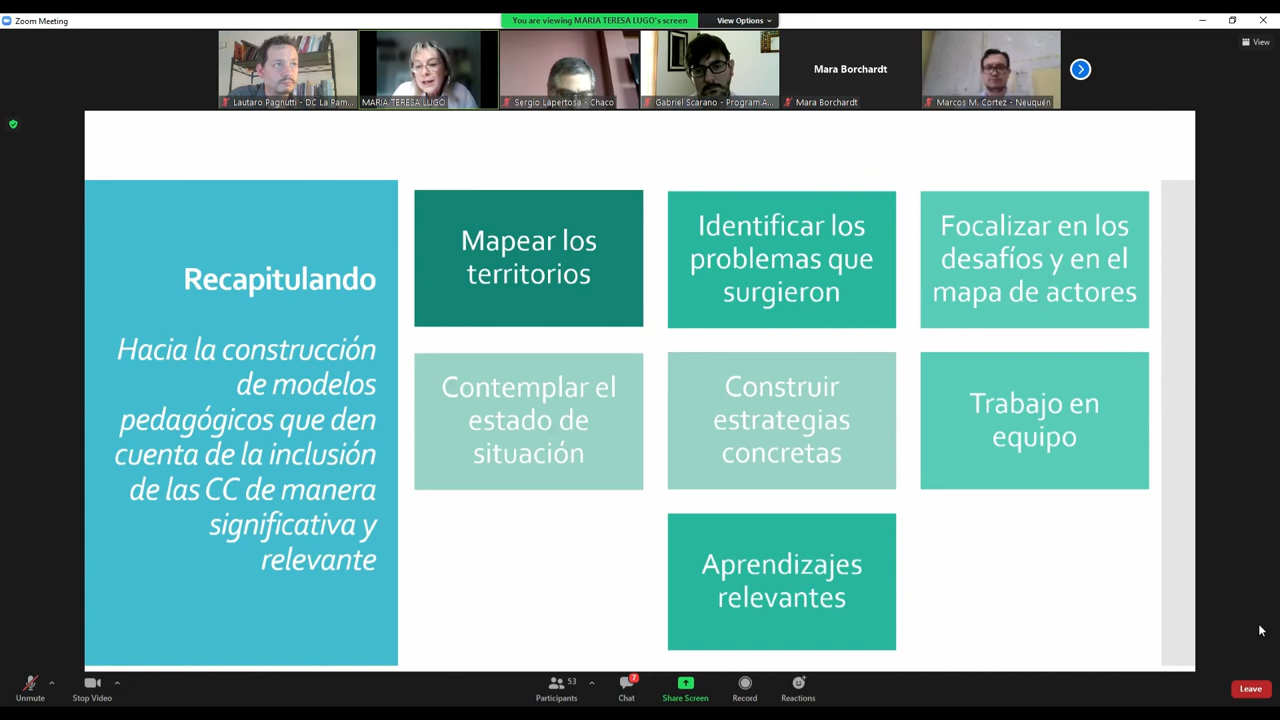 Zoom Meeting
You are viewing MARIA TERESA LUGO's screen
View Options
View
Mara Borchardt
Lautaro Pagnutti - DC La Pam...
MARIA TERESA LUGO
Sergio Lapertosa - Chaco
Gabriel Scarano - Program.A...
Mara Borchardt
Marcos M. Cortez - Neuquén
Recapitulando
Hacia la construcción
de modelos
pedagógicos que den
cuenta de la inclusión
de las CC de manera
significativa y
relevante
Mapear los
territorios
Identificar los
problemas que
surgieron
Focalizar en los
desafíos y en el
mapa de actores
Contemplar el
estado de
situación
Construir
estrategias
concretas
Trabajo en
equipo
Aprendizajes
relevantes
Unmute
Stop Video
53
Participants
7
Chat
Share Screen
Record
Reactions
Leave